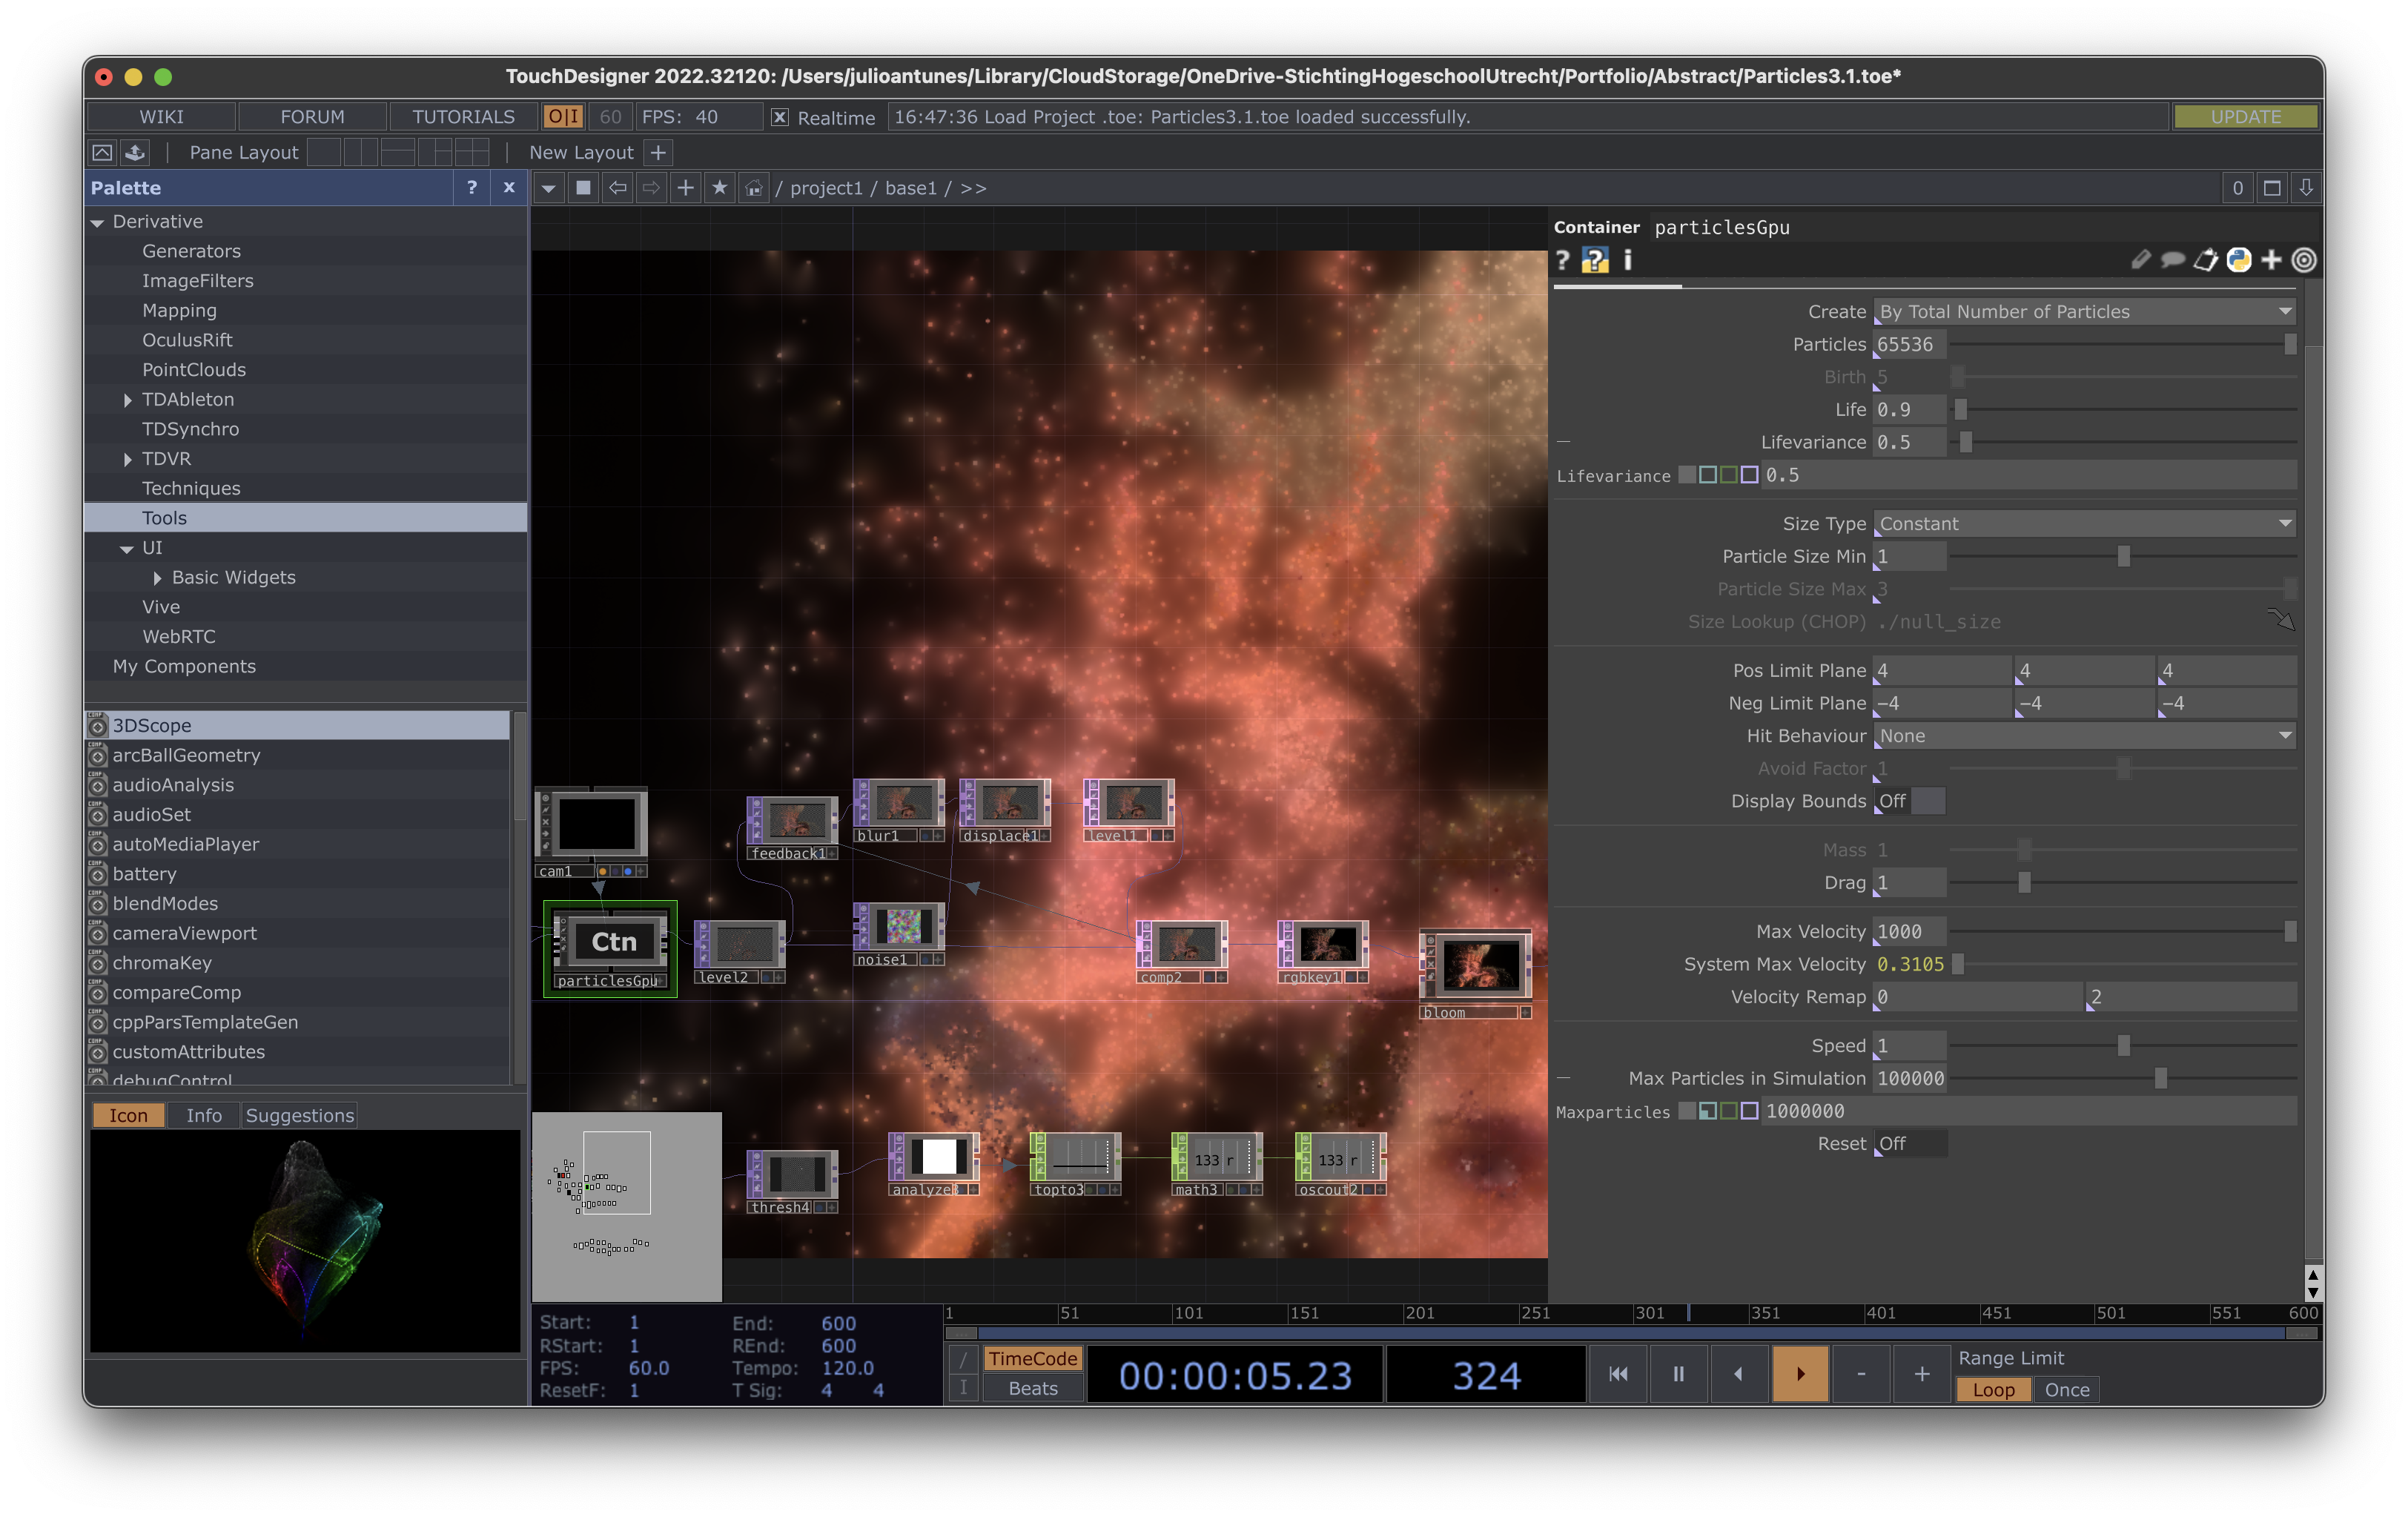 TouchDesigner 2022.32120: /Users/julioantunes/Library/CloudStorage/OneDrive-StichtingHogeschoolUtrecht/Portfolio/Abstract/Particles3.1.toe*
WIKI FORUM TUTORIALS O|I 60 FPS: 40 Realtime 16:47:36 Load Project .toe: Particles3.1.toe loaded successfully. UPDATE
Pane Layout | New Layout +
Palette ? x
/ project1 / base1 / >> 0
Derivative
Generators
ImageFilters
Mapping
OculusRift
PointClouds
TDAbleton
TDSynchro
TDVR
Techniques
Tools
UI
Basic Widgets
Vive
WebRTC
My Components
3DScope
arcBallGeometry
audioAnalysis
audioSet
autoMediaPlayer
battery
blendModes
cameraViewport
chromaKey
compareComp
cppParsTemplateGen
customAttributes
debugControl
Icon Info Suggestions
blur1 displace1 level1
feedback1
cam1
Ctn
particlesGpu level2 noise1 comp2 rgbkey1
bloom
133 r 133 r
analyze3 topto3 math3 oscout2
thresh4
Container particlesGpu
? ? i
Create By Total Number of Particles
Particles 65536
Birth 5
Life 0.9
Lifevariance 0.5
Lifevariance 0.5
Size Type Constant
Particle Size Min 1
Particle Size Max 3
Size Lookup (CHOP) ./null_size
Pos Limit Plane 4 4 4
Neg Limit Plane -4 -4 -4
Hit Behaviour None
Avoid Factor 1
Display Bounds Off
Mass 1
Drag 1
Max Velocity 1000
System Max Velocity 0.3105
Velocity Remap 0 2
Speed 1
Max Particles in Simulation 100000
Maxparticles 1000000
Reset Off
1 51 101 151 201 251 301 351 401 451 501 551 600
Start: 1 End: 600
RStart: 1 REnd: 600
FPS: 60.0 Tempo: 120.0
ResetF: 1 T Sig: 4 4
/ I
TimeCode
Beats
00:00:05.23 324
- +
Range Limit
Loop Once